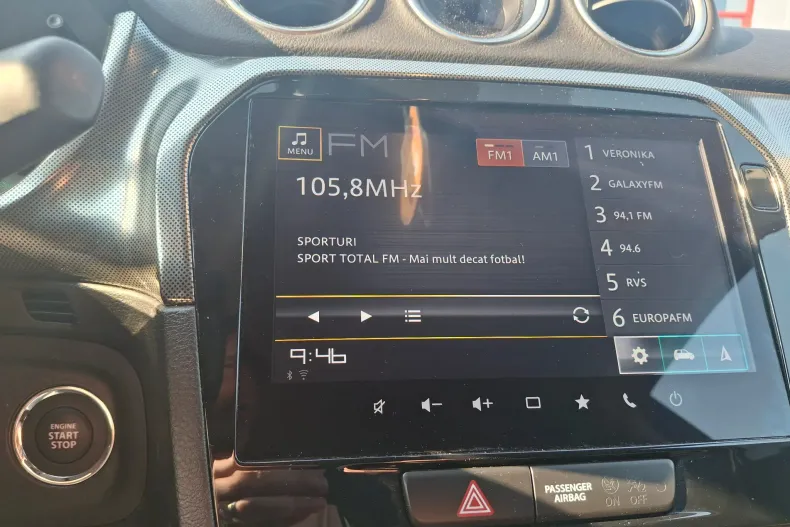 MENU
FM
FM1 AM1
105,8MHz
SPORTURI
SPORT TOTAL FM - Mai mult decat fotbal!
1 VERONIKA
2 GALAXYFM
3 94,1 FM
4 94.6
5 RVS
6 EUROPAFM
9:46
ENGINE
START
STOP
PASSENGER
AIRBAG
ON OFF